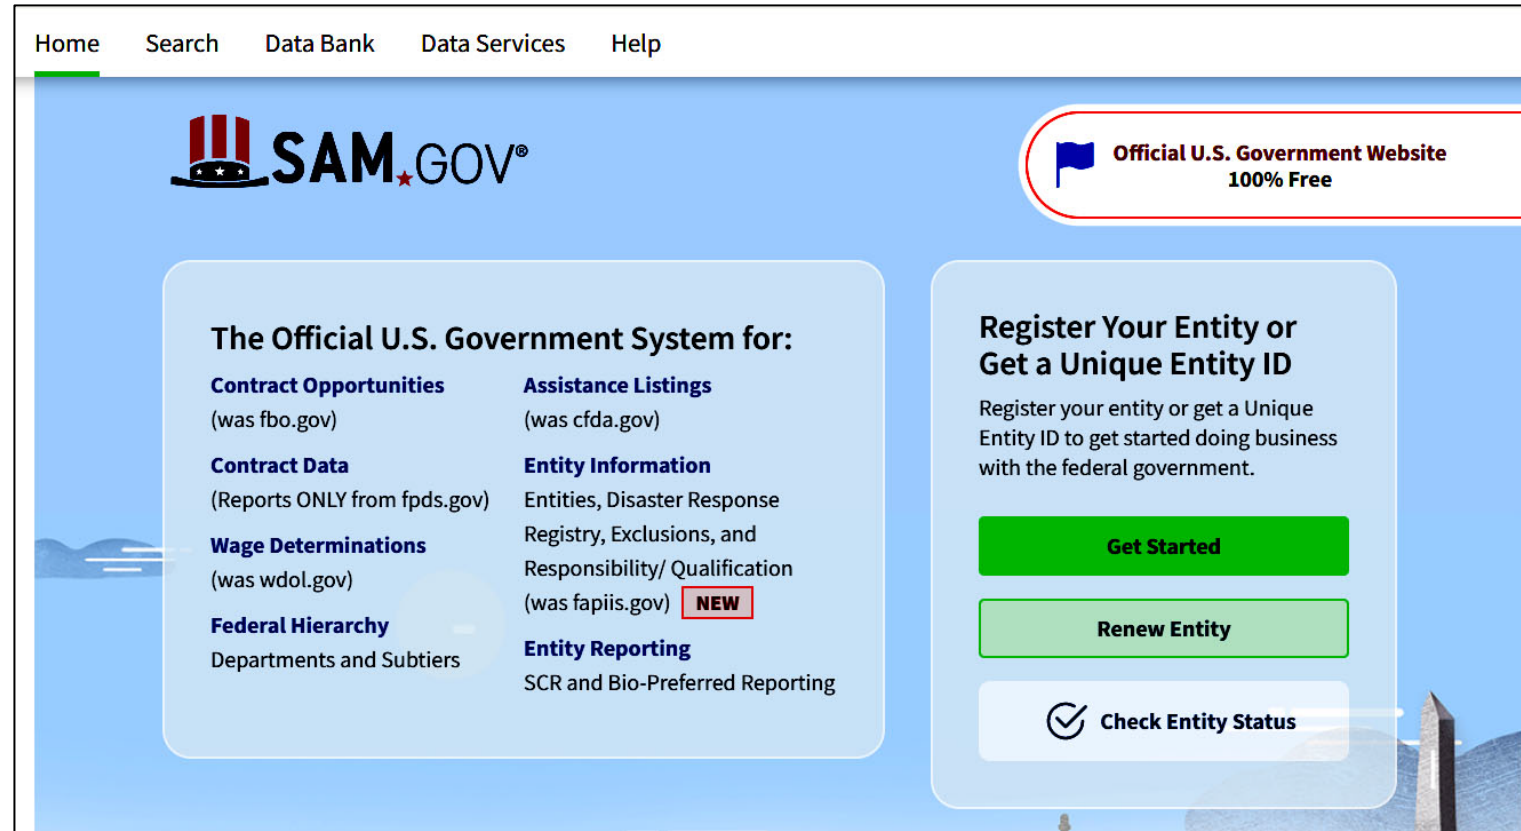 Home Search Data Bank Data Services Help
SAM.GOV®
Official U.S. Government Website
100% Free
The Official U.S. Government System for:
Contract Opportunities
(was fbo.gov)
Contract Data
(Reports ONLY from fpds.gov)
Wage Determinations
(was wdol.gov)
Federal Hierarchy
Departments and Subtiers
Assistance Listings
(was cfda.gov)
Entity Information
Entities, Disaster Response
Registry, Exclusions, and
Responsibility/ Qualification
(was fapiis.gov) NEW
Entity Reporting
SCR and Bio-Preferred Reporting
Register Your Entity or
Get a Unique Entity ID
Register your entity or get a Unique
Entity ID to get started doing business
with the federal government.
Get Started
Renew Entity
Check Entity Status